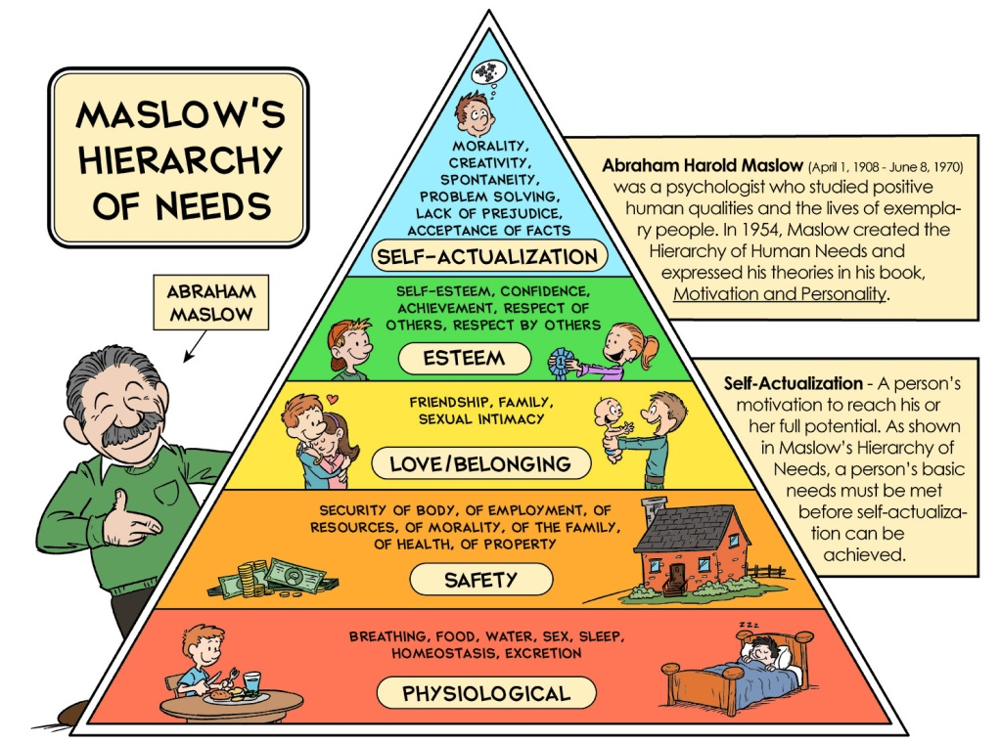 MASLOW'S
HIERARCHY
OF NEEDS
ABRAHAM
MASLOW
MORALITY,
CREATIVITY,
SPONTANEITY,
PROBLEM SOLVING,
LACK OF PREJUDICE,
ACCEPTANCE OF FACTS
SELF-ACTUALIZATION
SELF-ESTEEM, CONFIDENCE,
ACHIEVEMENT, RESPECT OF
OTHERS, RESPECT BY OTHERS
ESTEEM
1
FRIENDSHIP, FAMILY,
SEXUAL INTIMACY
LOVE/BELONGING
SECURITY OF BODY, OF EMPLOYMENT, OF
RESOURCES, OF MORALITY, OF THE FAMILY,
OF HEALTH, OF PROPERTY
SAFETY
BREATHING, FOOD, WATER, SEX, SLEEP,
HOMEOSTASIS, EXCRETION
PHYSIOLOGICAL
zzz
Abraham Harold Maslow (April 1, 1908 - June 8, 1970)
was a psychologist who studied positive
human qualities and the lives of exempla-
ry people. In 1954, Maslow created the
Hierarchy of Human Needs and
expressed his theories in his book,
Motivation and Personality.
Self-Actualization - A person's
motivation to reach his or
her full potential. As shown
in Maslow's Hierarchy of
Needs, a person's basic
needs must be met
before self-actualiza-
tion can be
achieved.